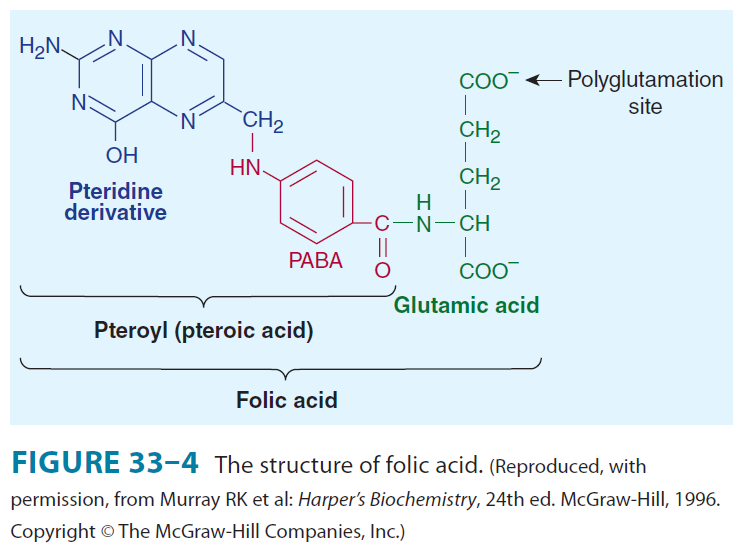 H₂N
N
N
N
N
OH
CH₂
HN
Pteridine
derivative
PABA
C
O
H
N
CH
COO⁻
CH₂
CH₂
COO⁻
Polyglutamation
site
Glutamic acid
Pteroyl (pteroic acid)
Folic acid
FIGURE 33–4 The structure of folic acid. (Reproduced, with
permission, from Murray RK et al: Harper's Biochemistry, 24th ed. McGraw-Hill, 1996.
Copyright © The McGraw-Hill Companies, Inc.)